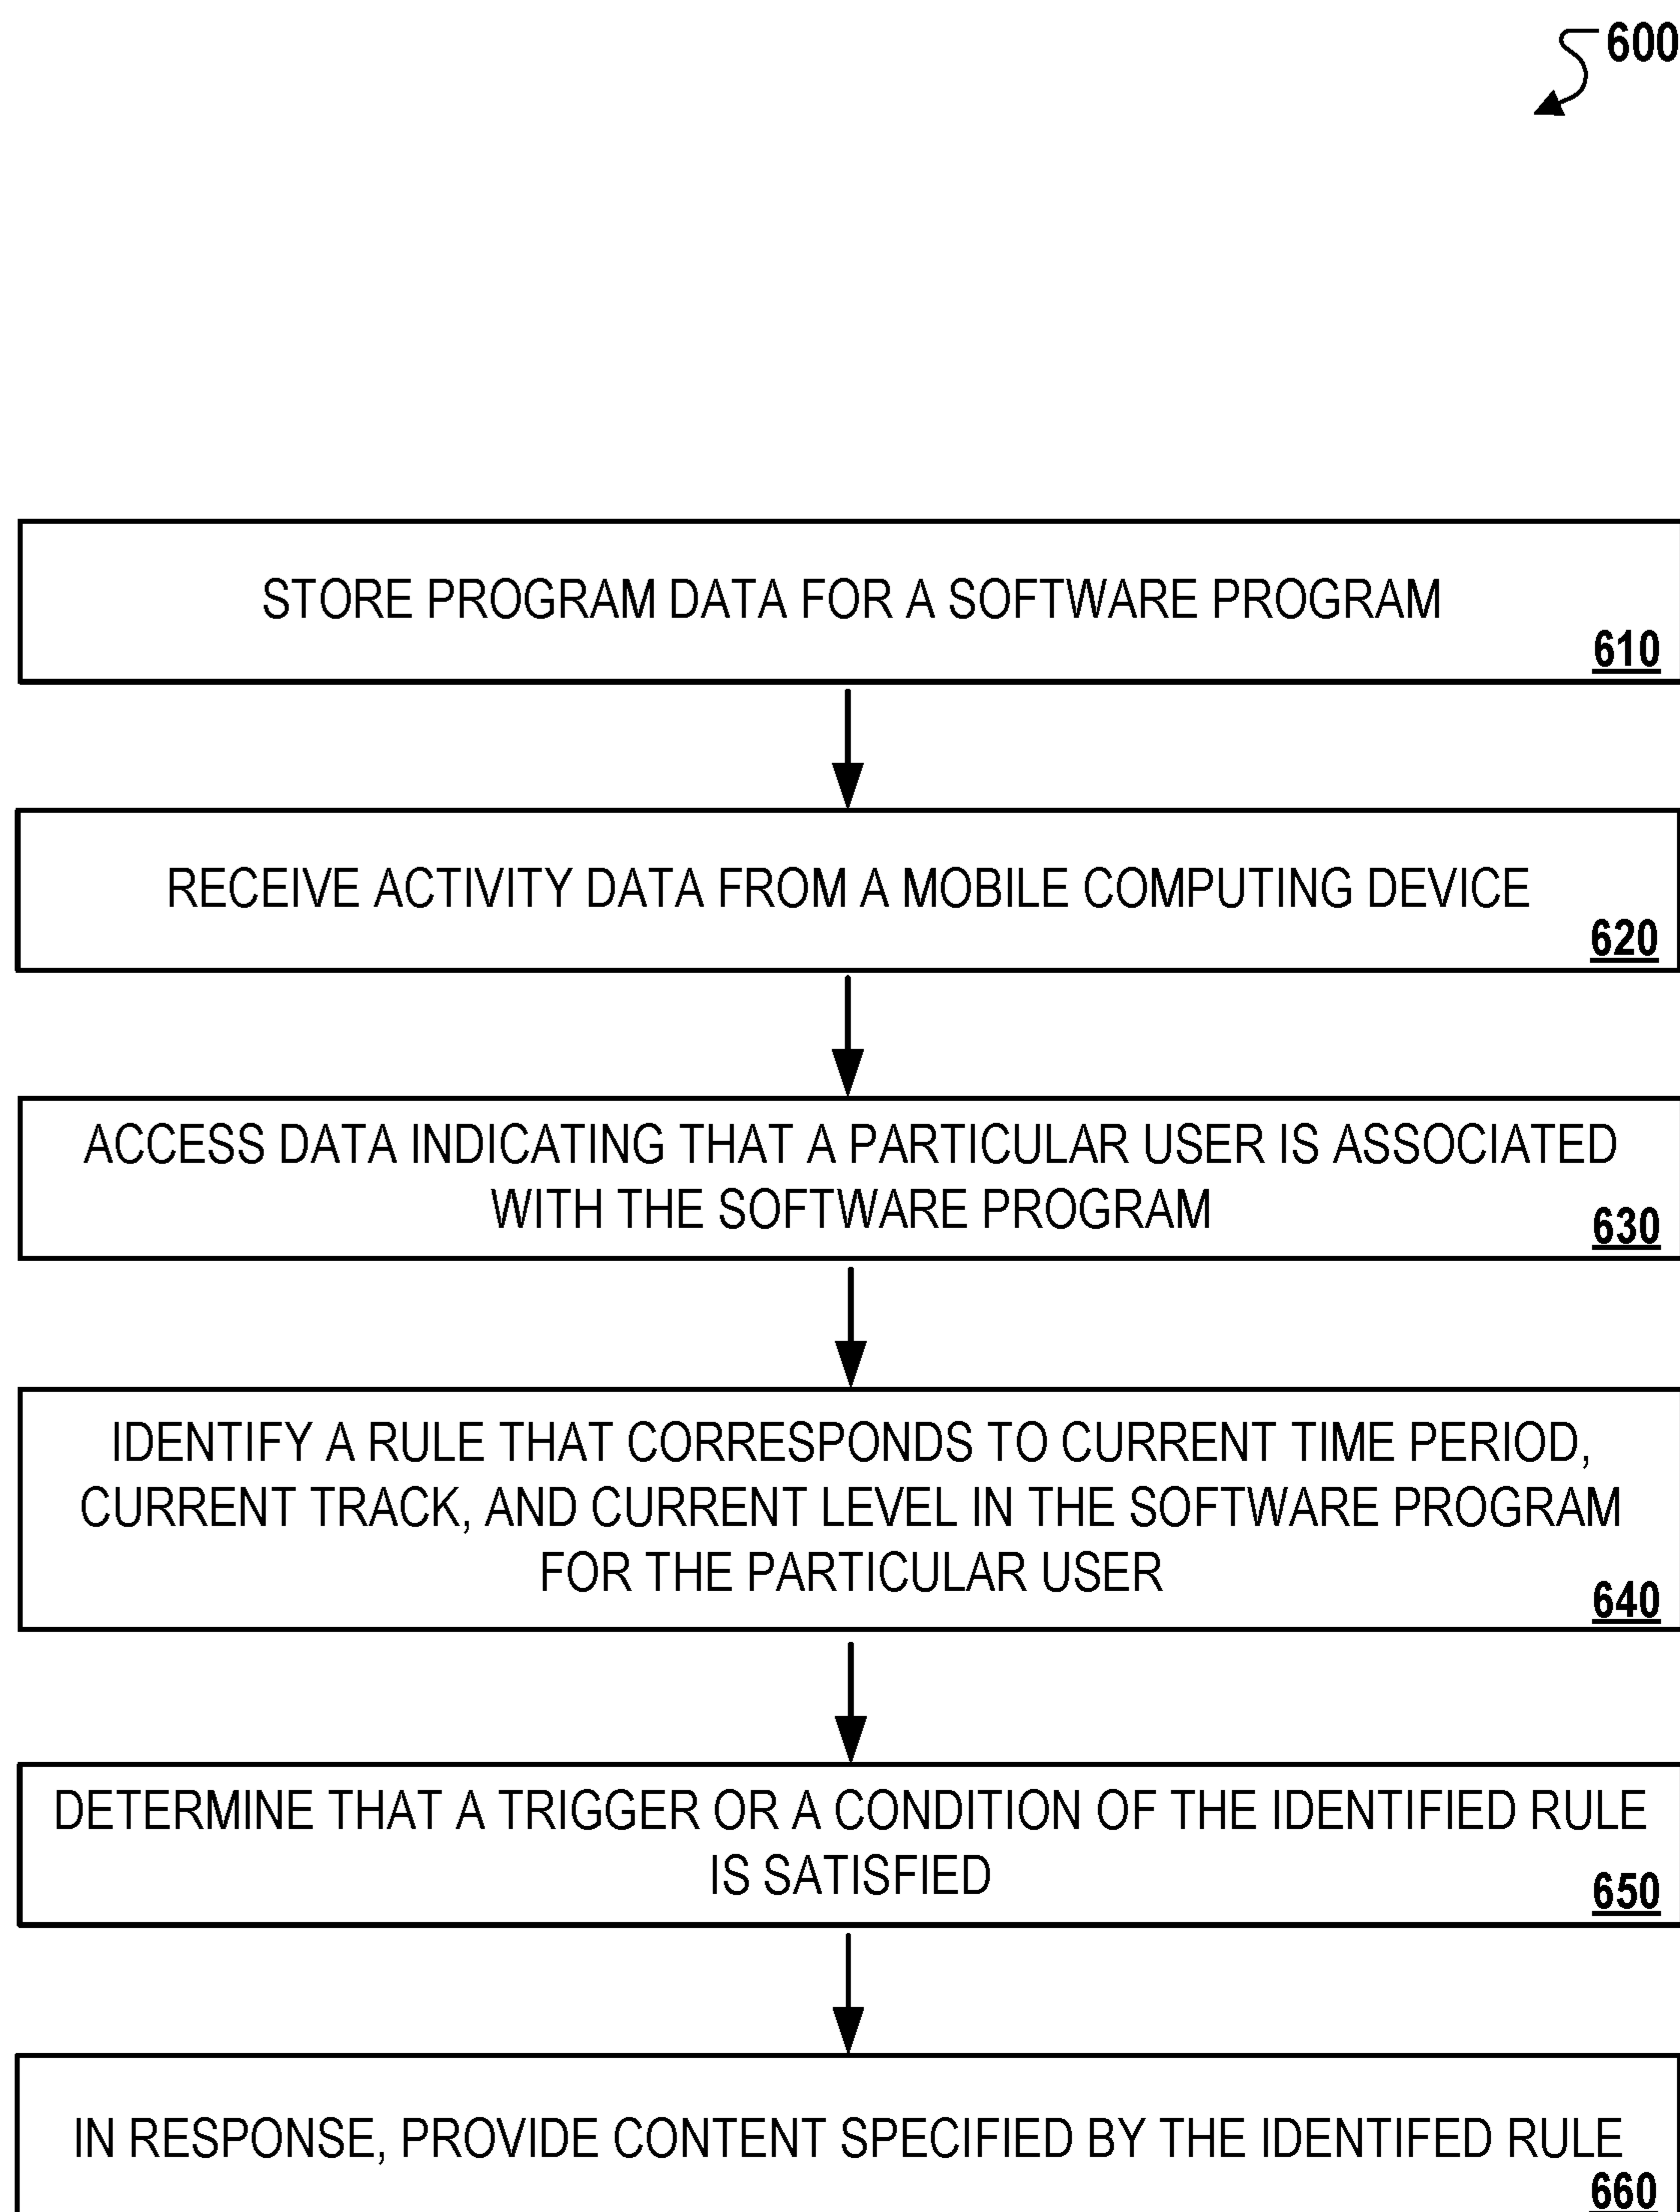 600
STORE PROGRAM DATA FOR A SOFTWARE PROGRAM
610
RECEIVE ACTIVITY DATA FROM A MOBILE COMPUTING DEVICE
620
ACCESS DATA INDICATING THAT A PARTICULAR USER IS ASSOCIATED
WITH THE SOFTWARE PROGRAM
630
IDENTIFY A RULE THAT CORRESPONDS TO CURRENT TIME PERIOD,
CURRENT TRACK, AND CURRENT LEVEL IN THE SOFTWARE PROGRAM
FOR THE PARTICULAR USER
640
DETERMINE THAT A TRIGGER OR A CONDITION OF THE IDENTIFIED RULE
IS SATISFIED
650
IN RESPONSE, PROVIDE CONTENT SPECIFIED BY THE IDENTIFED RULE
660